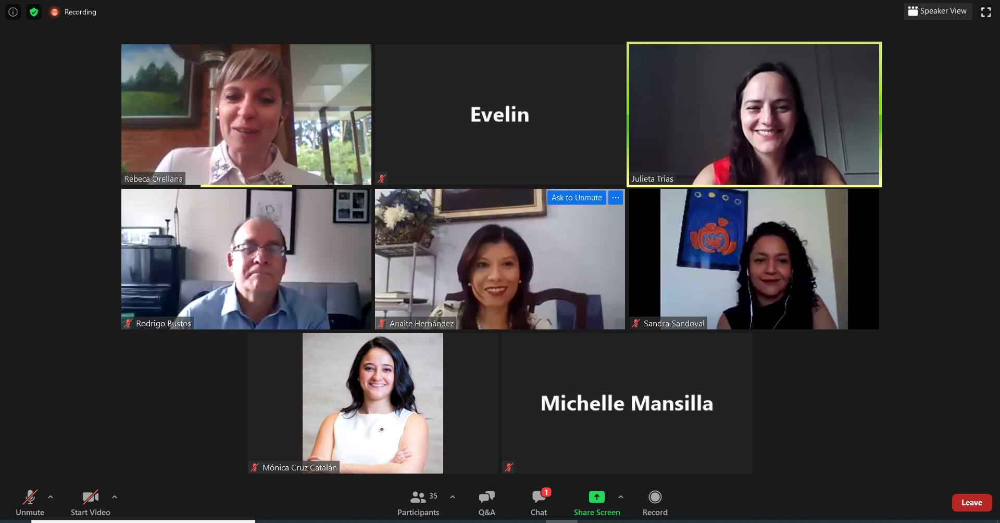 Recording
Speaker View
Rebeca Orellana
Evelin
Julieta Trias
Rodrigo Bustos
Ask to Unmute
...
Anaite Hernández
Sandra Sandoval
Mónica Cruz Catalán
Michelle Mansilla
Unmute
Start Video
35
Participants
Q&A
1
Chat
Share Screen
Record
Leave